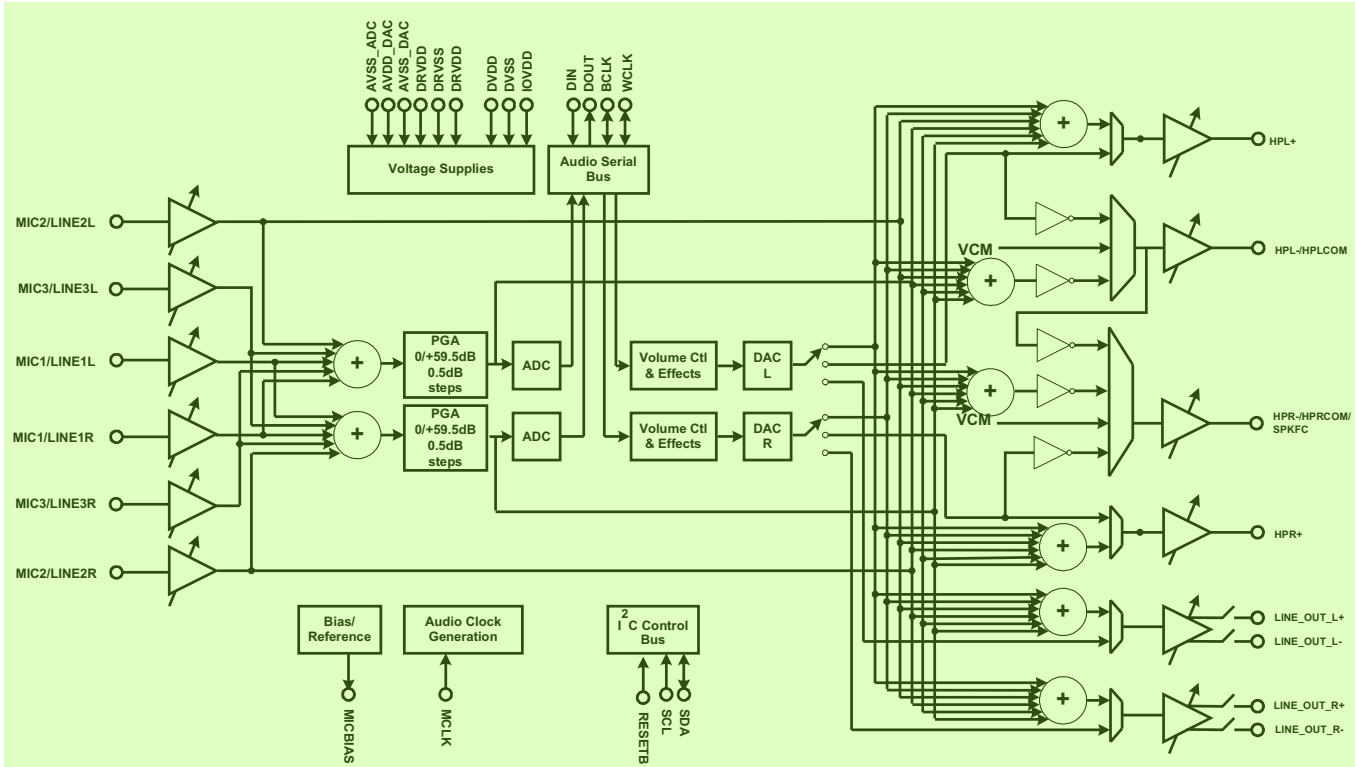 AVSS_ADC
AVDD_DAC
AVSS_DAC
DRVDD
DRVSS
DRVDD
DVDD
DVSS
IOVDD
DIN
DOUT
BCLK
WCLK
Voltage Supplies
Audio Serial
Bus
+
HPL+
MIC2/LINE2L
VCM
+
HPL-/HPLCOM
MIC3/LINE3L
MIC1/LINE1L
+
PGA
0/+59.5dB
0.5dB
steps
ADC
Volume Ctl
& Effects
DAC
L
+
VCM
HPR-/HPRCOM/
SPKFC
MIC1/LINE1R
+
PGA
0/+59.5dB
0.5dB
steps
ADC
Volume Ctl
& Effects
DAC
R
MIC3/LINE3R
+
HPR+
MIC2/LINE2R
Bias/
Reference
Audio Clock
Generation
I2C Control
Bus
+
LINE_OUT_L+
LINE_OUT_L-
MICBIAS
MCLK
RESETB
SCL
SDA
+
LINE_OUT_R+
LINE_OUT_R-